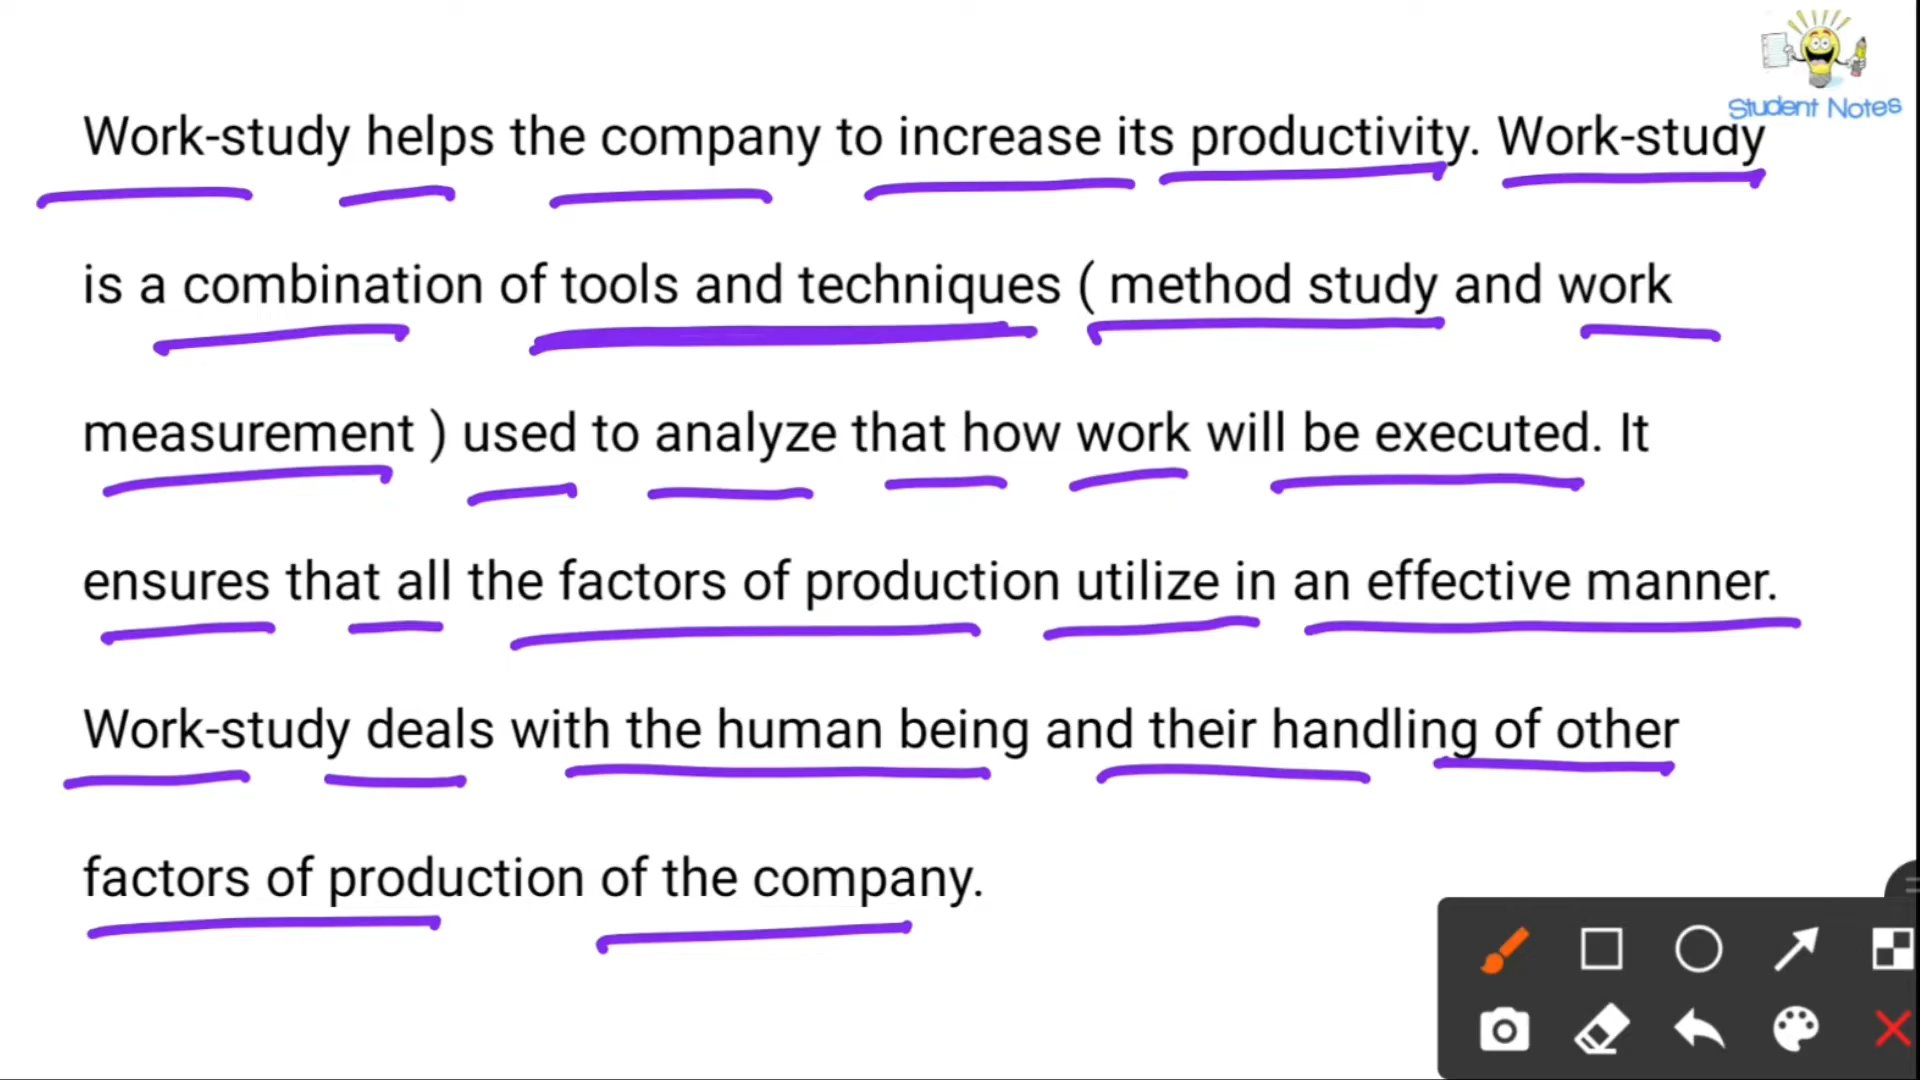 Student Notes
Work-study helps the company to increase its productivity. Work-study
is a combination of tools and techniques ( method study and work
measurement ) used to analyze that how work will be executed. It
ensures that all the factors of production utilize in an effective manner.
Work-study deals with the human being and their handling of other
factors of production of the company.